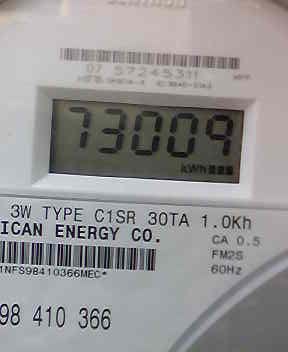 07 57245311
73009
kWh
3W TYPE C1SR 30TA 1.0Kh
ICAN ENERGY CO.
CA 0.5
FM2S
60Hz
1NFS98410366MEC*
98 410 366